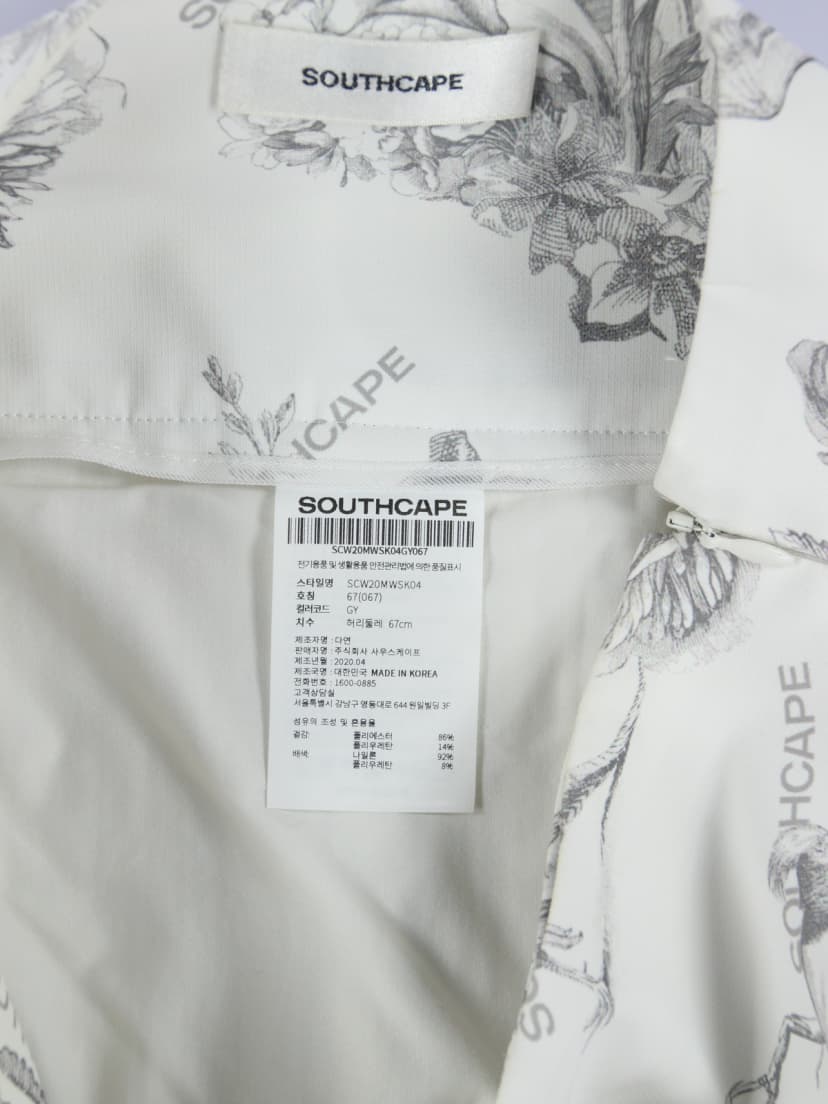 SOUTHCAPE
HCAPE
SOUTHCAPE
SCW20MWSK04GY067
전기용품 및 생활용품 안전관리법에 의한 품질표시
스타일명 SCW20MWSK04
호칭 67(067)
컬러코드 GY
치수 허리둘레 67cm
제조자명 : 다연
판매자명 : 주식회사 사우스케이프
제조년월 : 2020.04
제조국명 : 대한민국 MADE IN KOREA
전화번호 : 1600-0885
고객상담실
서울특별시 강남구 영동대로 644 원일빌딩 3F
섬유의 조성 및 혼용율
겉감: 폴리에스터 86%
폴리우레탄 14%
배색: 나일론 92%
폴리우레탄 8%
SOUTHCAPE